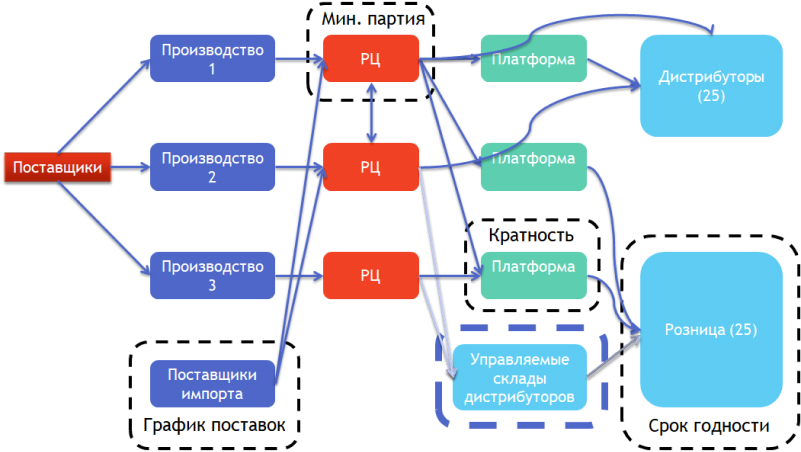 Мин. партия
Производство
1
РЦ
Платформа
Дистрибуторы
(25)
Поставщики
Производство
2
РЦ
Платформа
Кратность
Производство
3
РЦ
Платформа
Розница (25)
Поставщики
импорта
График поставок
Управляемые
склады
дистрибуторов
Срок годности